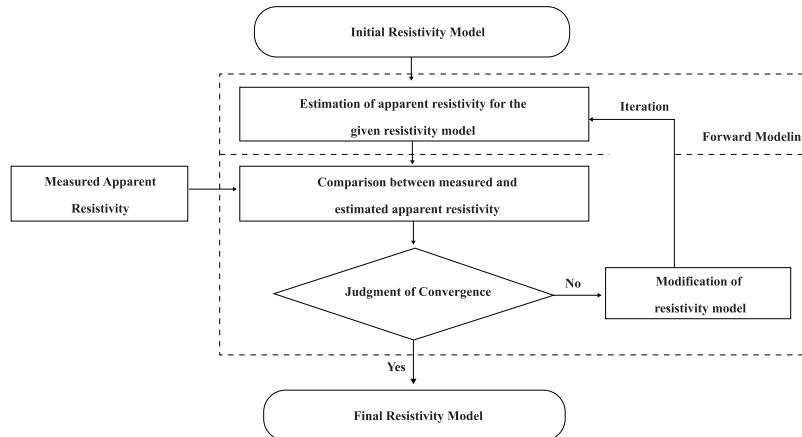 Initial Resistivity Model
Estimation of apparent resistivity for the
given resistivity model
Iteration
Forward Modelin
Measured Apparent
Resistivity
Comparison between measured and
estimated apparent resistivity
Judgment of Convergence
No
Modification of
resistivity model
Yes
Final Resistivity Model